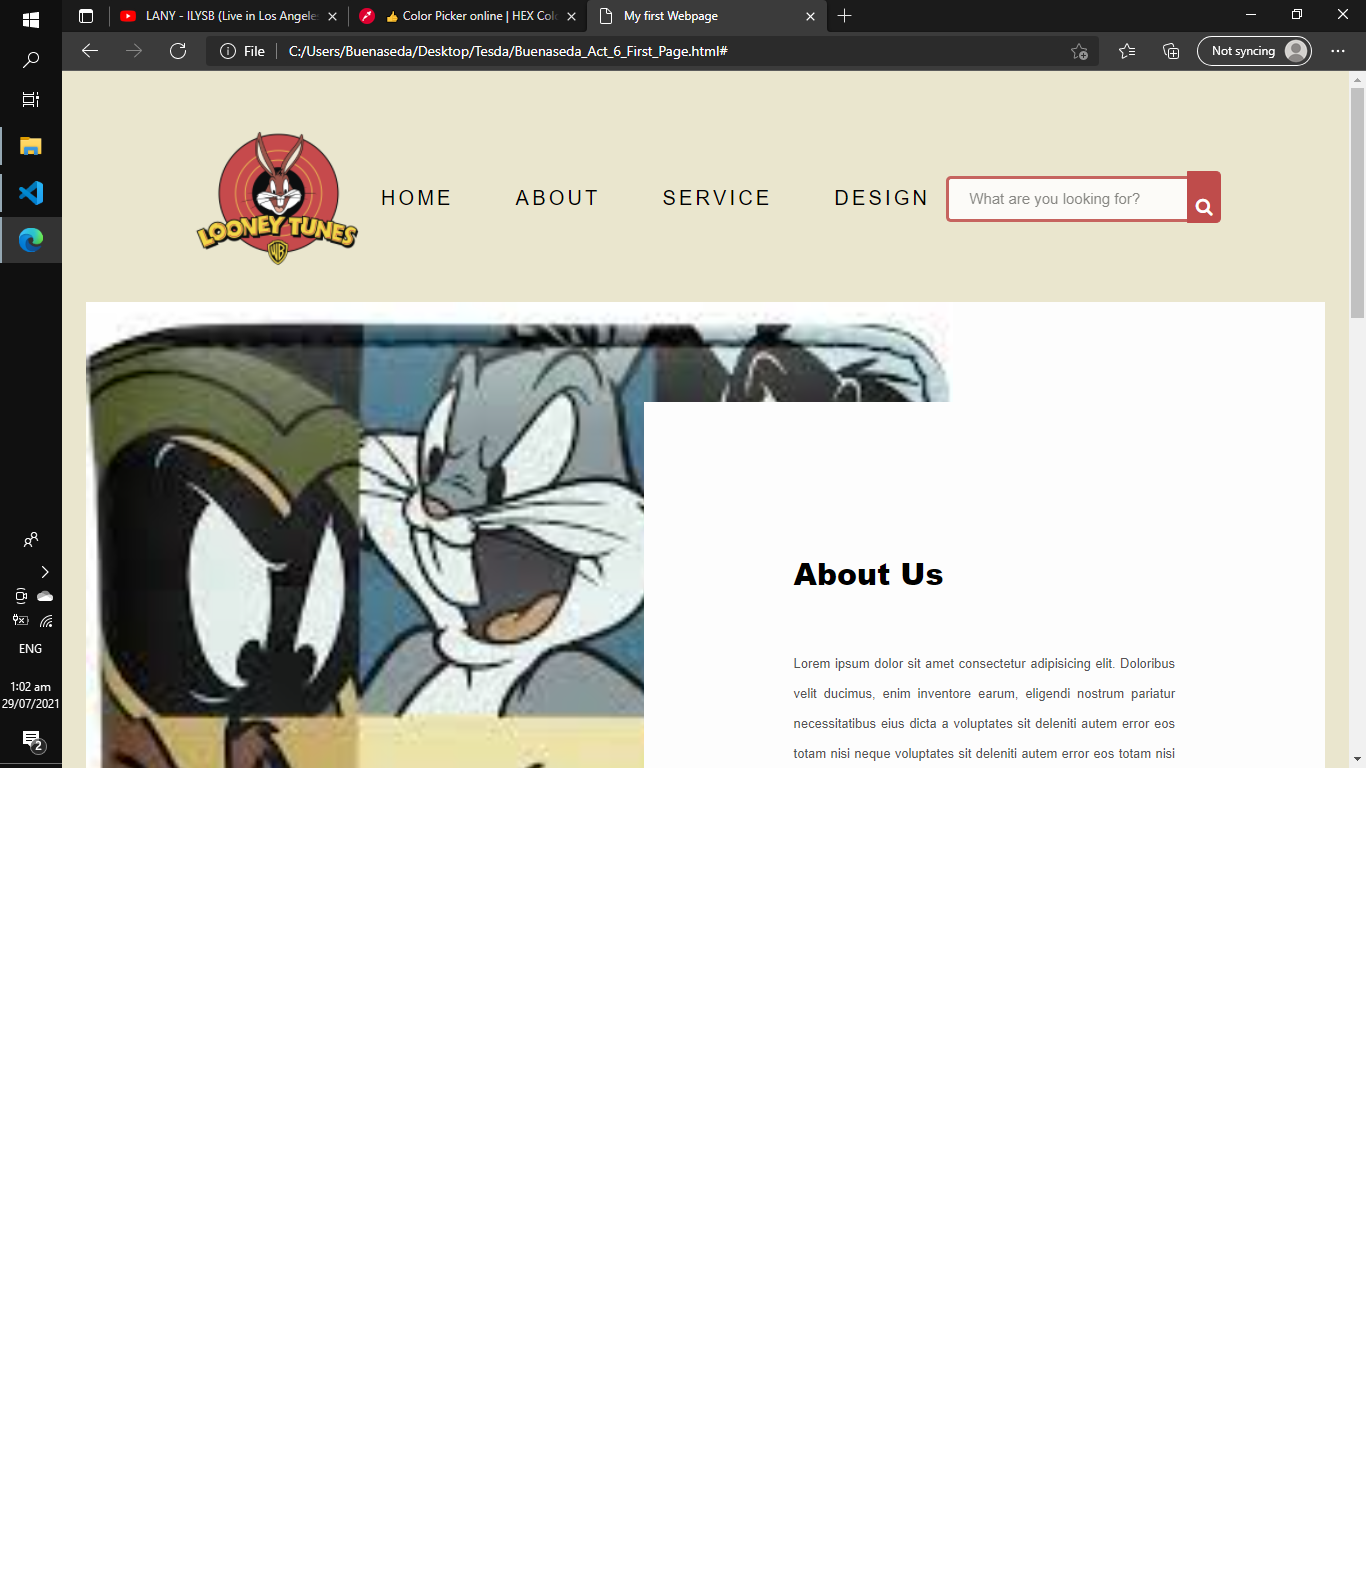 LANY - ILYSB (Live in Los Angele
👍 Color Picker online | HEX Col
My first Webpage
File
C:/Users/Buenaseda/Desktop/Tesda/Buenaseda_Act_6_First_Page.html#
Not syncing
LOONEY TUNES
WB
HOME
ABOUT
SERVICE
DESIGN
What are you looking for?
About Us
Lorem ipsum dolor sit amet consectetur adipisicing elit. Doloribus
velit ducimus, enim inventore earum, eligendi nostrum pariatur
necessitatibus eius dicta a voluptates sit deleniti autem error eos
totam nisi neque voluptates sit deleniti autem error eos totam nisi
ENG
1:02 am
29/07/2021
2